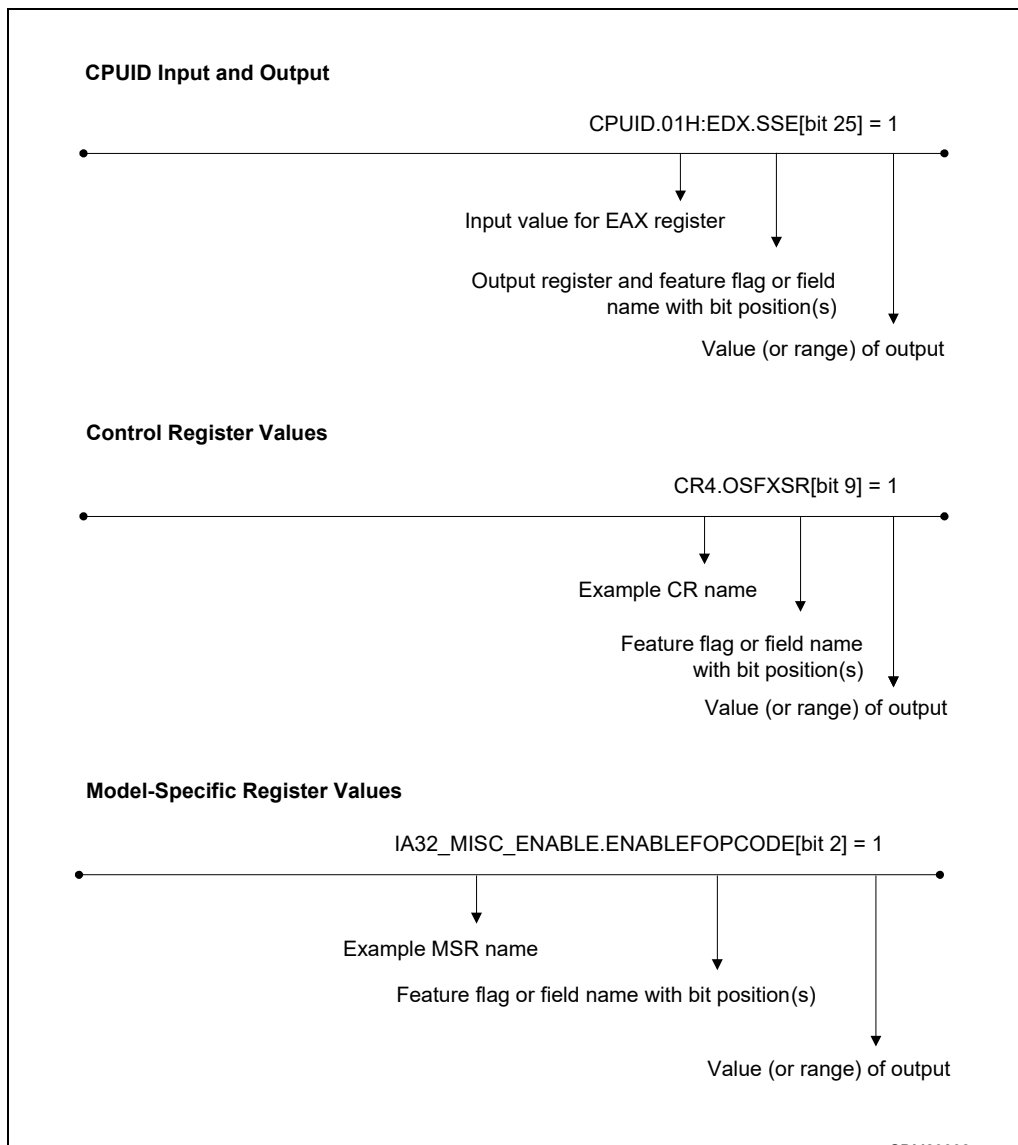 CPUID Input and Output
CPUID.01H:EDX.SSE[bit 25] = 1
Input value for EAX register
Output register and feature flag or field
name with bit position(s)
Value (or range) of output
Control Register Values
CR4.OSFXSR[bit 9] = 1
Example CR name
Feature flag or field name
with bit position(s)
Value (or range) of output
Model-Specific Register Values
IA32_MISC_ENABLE.ENABLEFOPCODE[bit 2] = 1
Example MSR name
Feature flag or field name with bit position(s)
Value (or range) of output